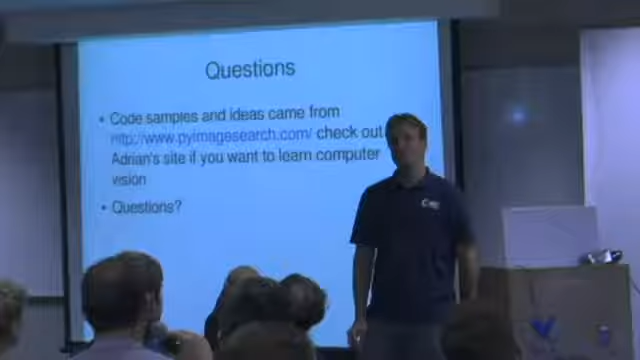 Questions
• Code samples and ideas came from
http://www.pyimagesearch.com/ check out
Adrian's site if you want to learn computer
vision
• Questions?